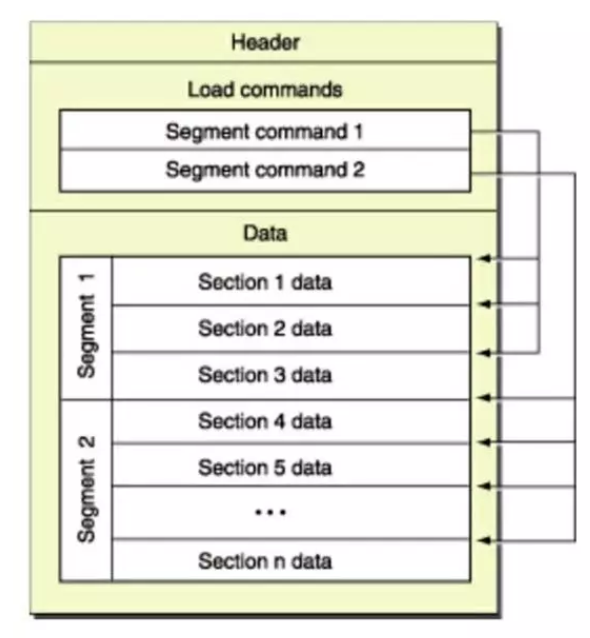 Header
Load commands
Segment command 1
Segment command 2
Data
Segment 1
Section 1 data
Section 2 data
Section 3 data
Segment 2
Section 4 data
Section 5 data
...
Section n data